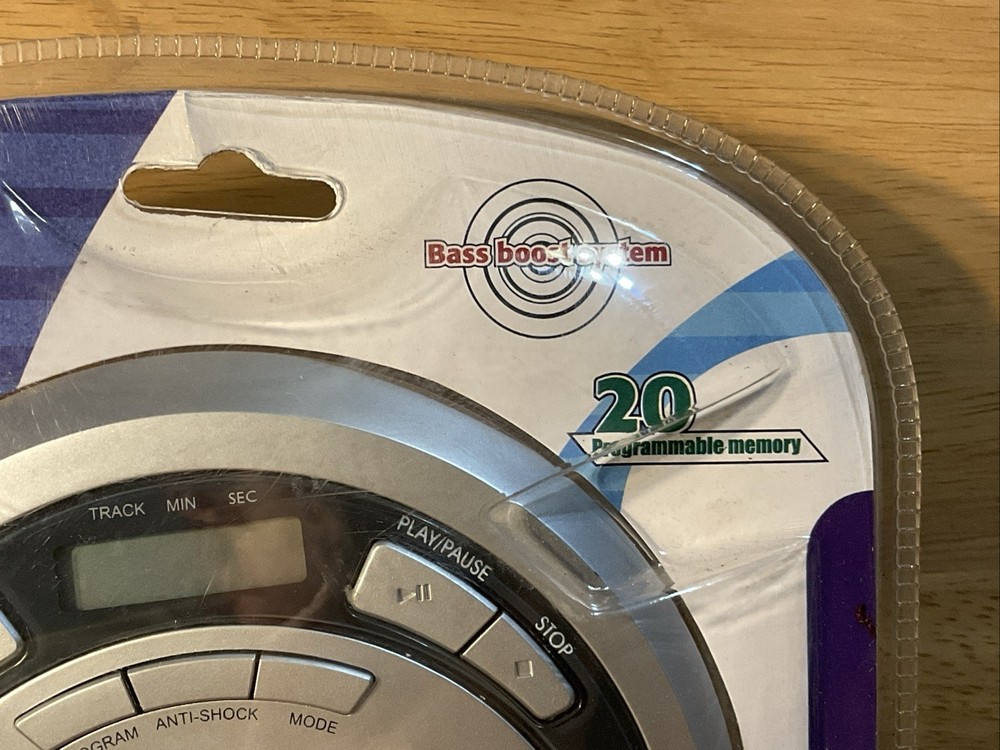 Bass boost system
20
Programmable memory
TRACK MIN SEC
PLAY/PAUSE
STOP
ANTI-SHOCK MODE